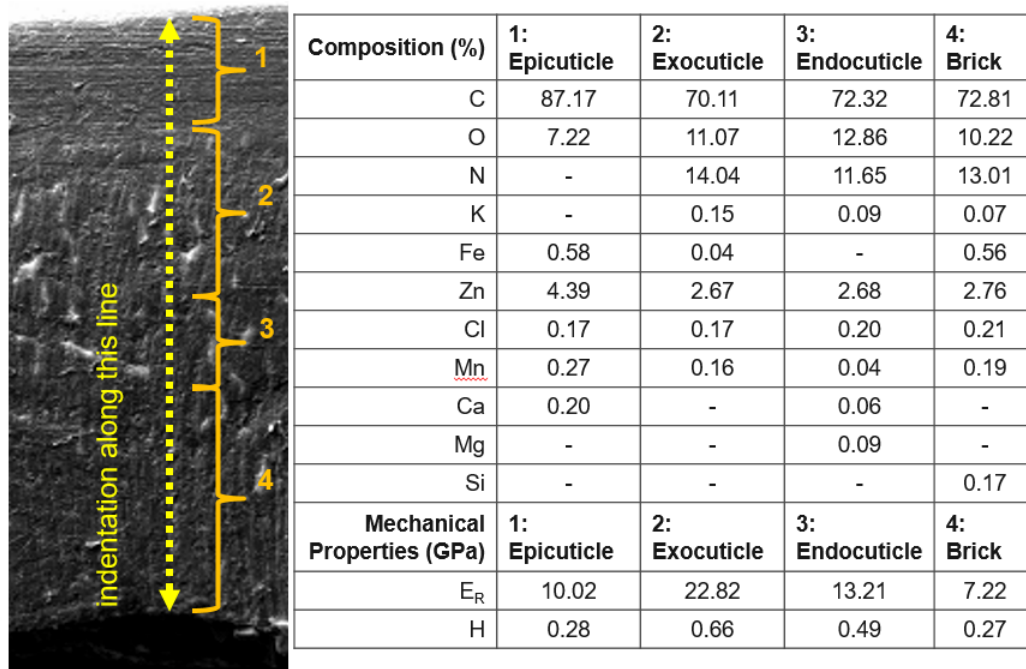 1
2
3
4
indentation along this line
Composition (%) 1: Epicuticle 2: Exocuticle 3: Endocuticle 4: Brick
C 87.17 70.11 72.32 72.81
O 7.22 11.07 12.86 10.22
N - 14.04 11.65 13.01
K - 0.15 0.09 0.07
Fe 0.58 0.04 - 0.56
Zn 4.39 2.67 2.68 2.76
Cl 0.17 0.17 0.20 0.21
Mn 0.27 0.16 0.04 0.19
Ca 0.20 - 0.06 -
Mg - - 0.09 -
Si - - - 0.17
Mechanical Properties (GPa) 1: Epicuticle 2: Exocuticle 3: Endocuticle 4: Brick
ER 10.02 22.82 13.21 7.22
H 0.28 0.66 0.49 0.27